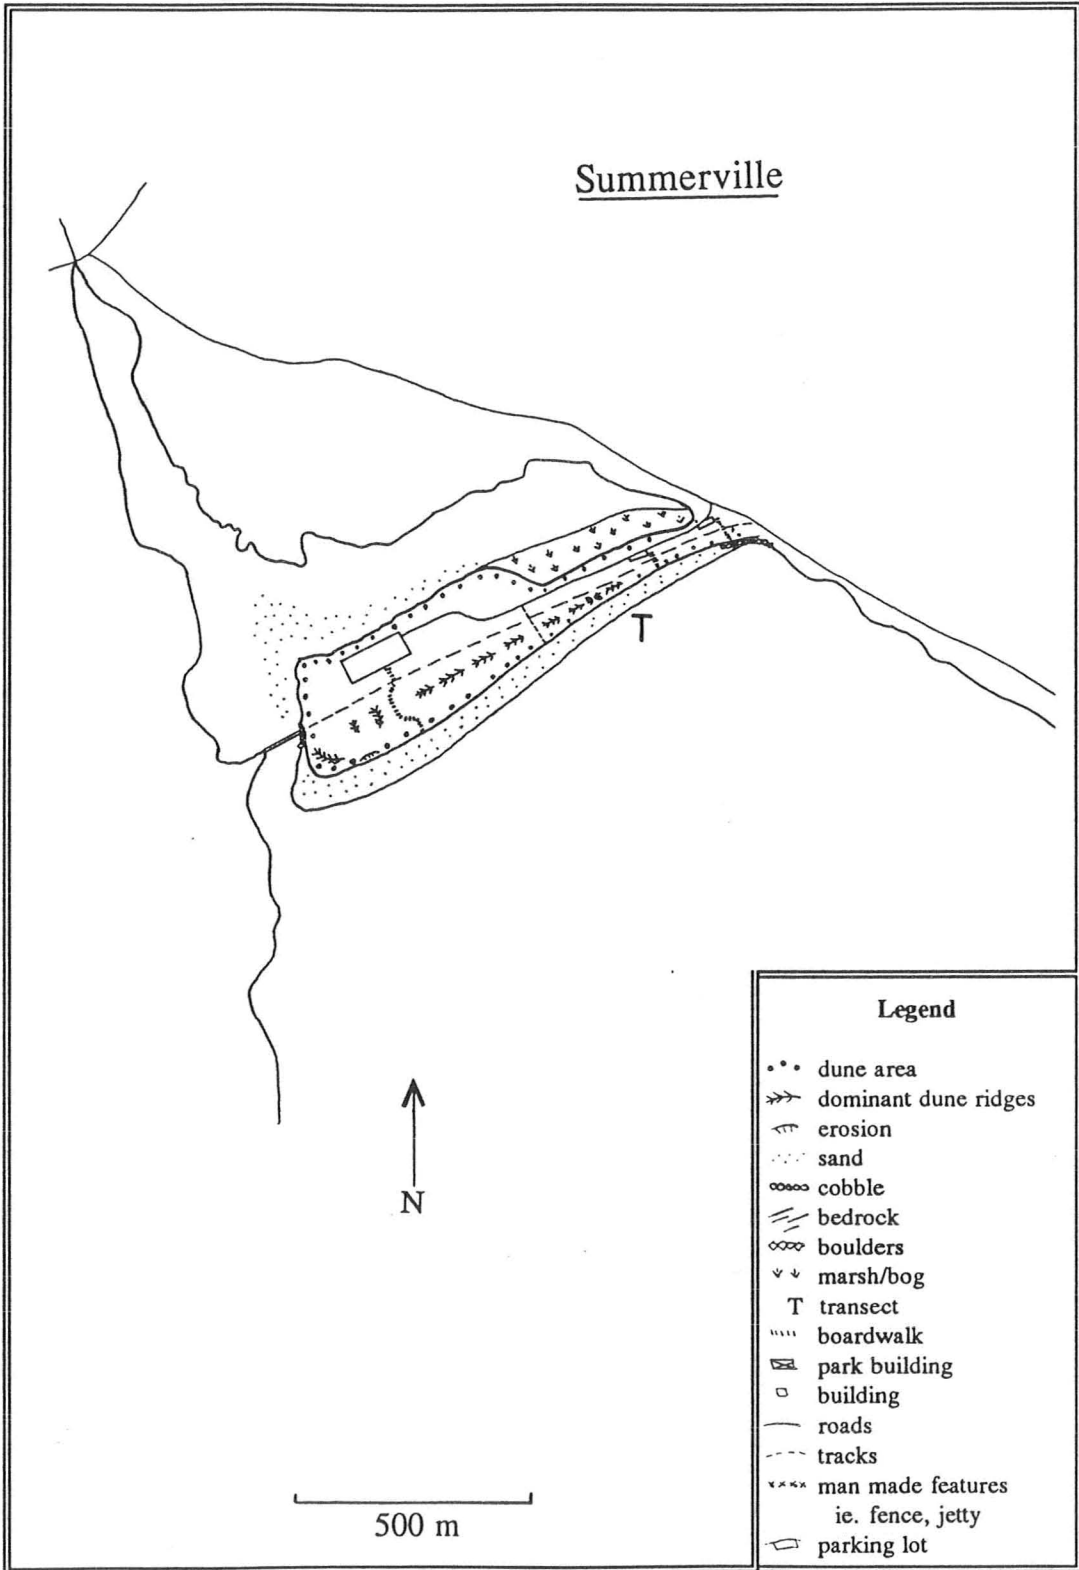 Summerville
T
N
500 m
Legend
dune area
dominant dune ridges
erosion
sand
cobble
bedrock
boulders
marsh/bog
T transect
boardwalk
park building
building
roads
tracks
man made features
ie. fence, jetty
parking lot